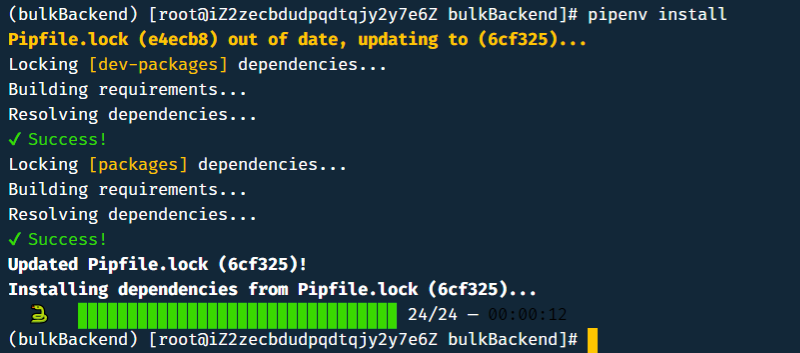 (bulkBackend) [root@iZ2zecbdudpqdtqjy2y7e6Z bulkBackend]# pipenv install
Pipfile.lock (e4ecb8) out of date, updating to (6cf325)...
Locking [dev-packages] dependencies...
Building requirements...
Resolving dependencies...
✔ Success!
Locking [packages] dependencies...
Building requirements...
Resolving dependencies...
✔ Success!
Updated Pipfile.lock (6cf325)!
Installing dependencies from Pipfile.lock (6cf325)...
24/24 — 00:00:12
(bulkBackend) [root@iZ2zecbdudpqdtqjy2y7e6Z bulkBackend]#